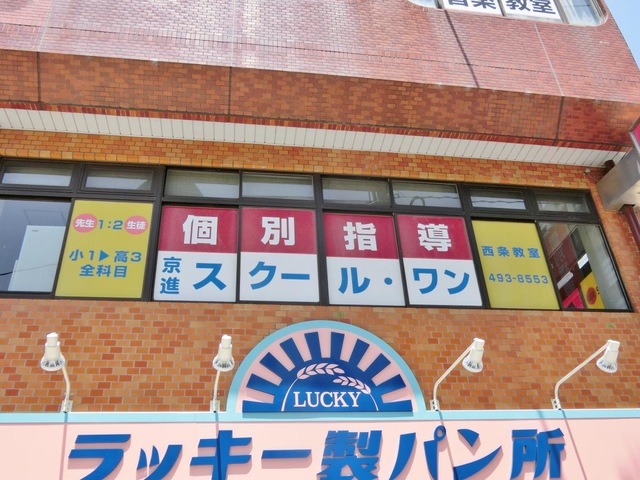 西条 教室
先生 1:2 生徒
小1▶高3
全科目
個別指導
京進 スクール・ワン
西条教室
493-8553
LUCKY
ラッキー製パン所